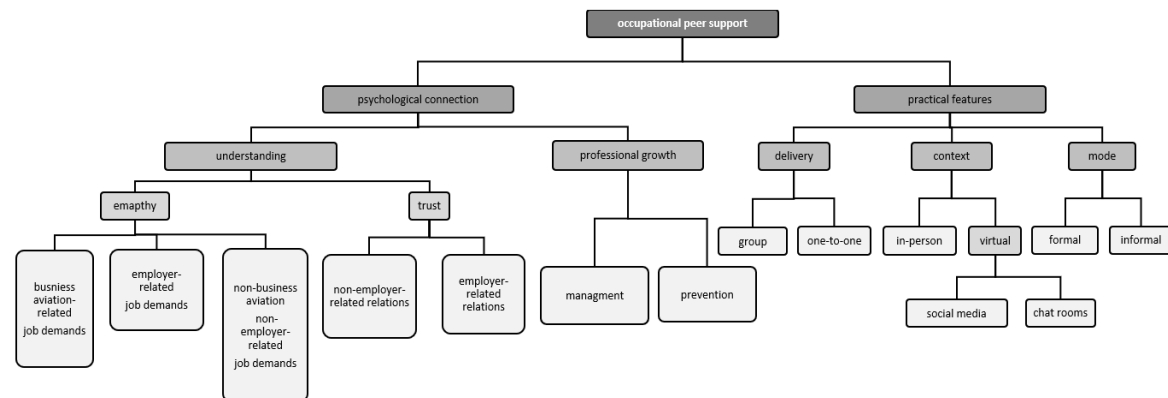 occupational peer support
psychological connection
practical features
understanding
professional growth
delivery
context
mode
emapthy
trust
group
one-to-one
in-person
virtual
formal
informal
busniess
aviation-
related
job demands
employer-
related
job demands
non-business
aviation
non-
employer-
related
job demands
non-employer-
related relations
employer-
related
relations
managment
prevention
social media
chat rooms